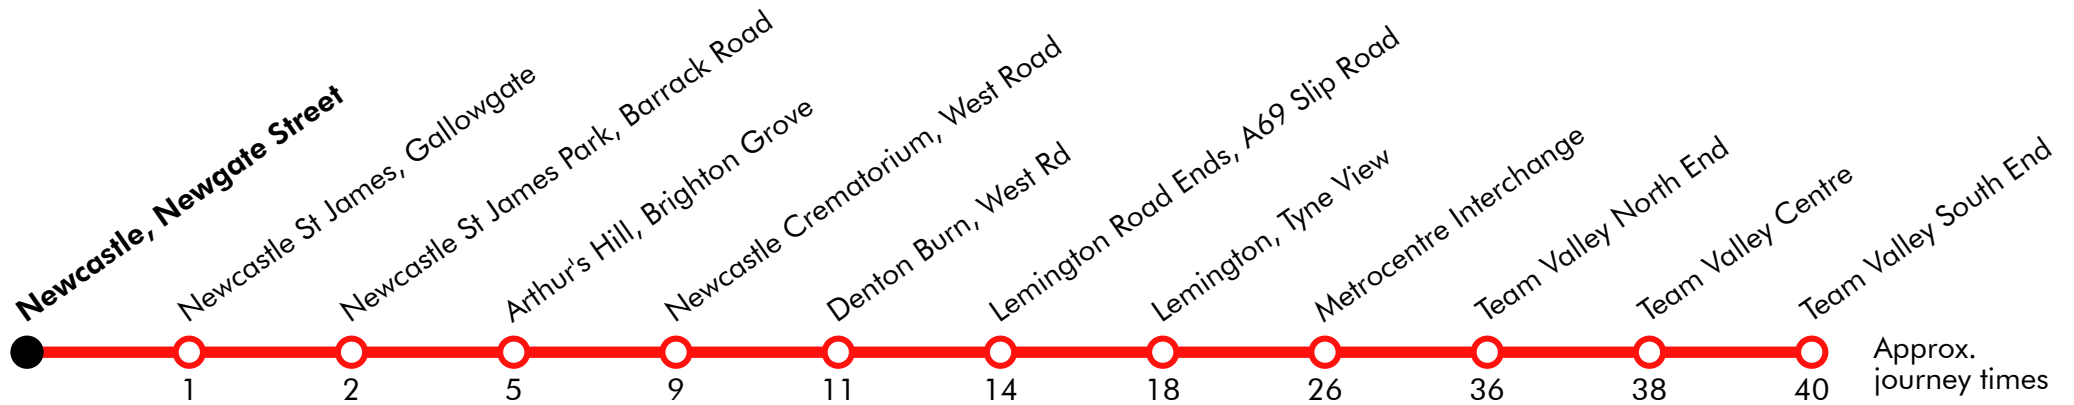 Newcastle, Newgate Street
Newcastle St James, Gallowgate
Newcastle St James Park, Barrack Road
Arthur's Hill, Brighton Grove
Newcastle Crematorium, West Road
Denton Burn, West Rd
Lemington Road Ends, A69 Slip Road
Lemington, Tyne View
Metrocentre Interchange
Team Valley North End
Team Valley Centre
Team Valley South End
1 2 5 9 11 14 18 26 36 38 40
Approx.
journey times